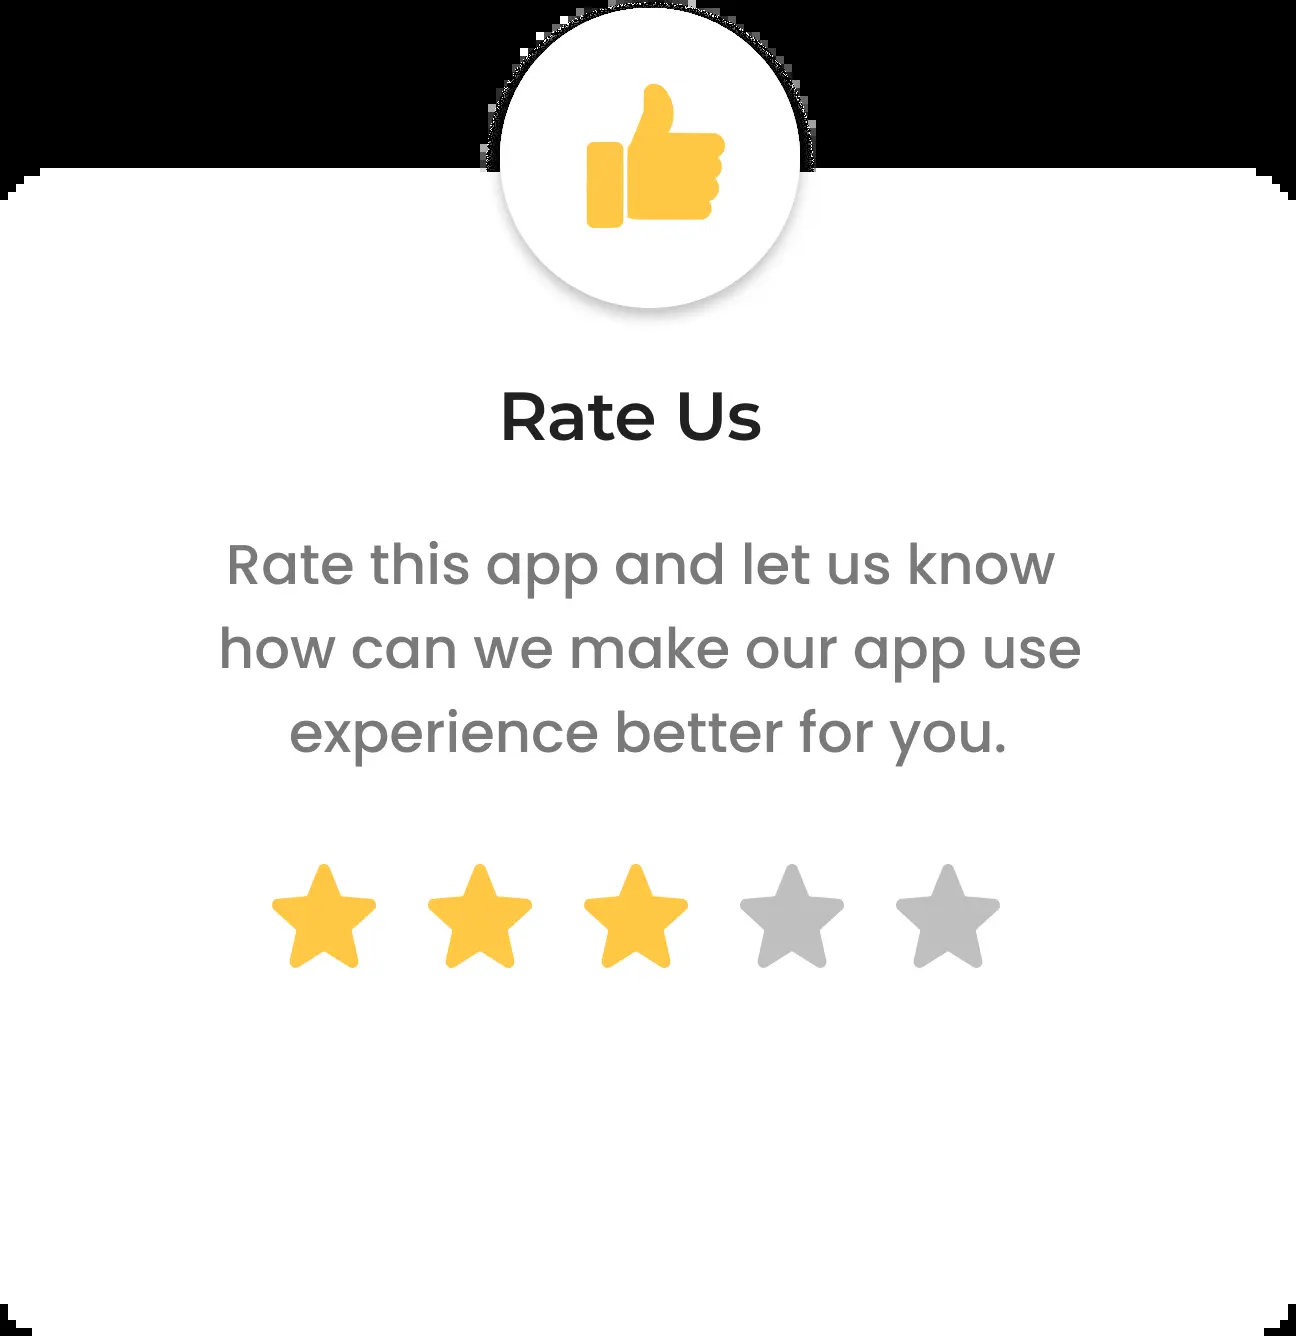 Rate Us
Rate this app and let us know
how can we make our app use
experience better for you.